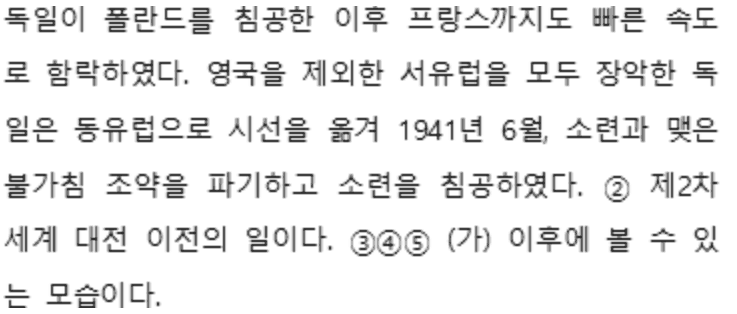 독일이 폴란드를 침공한 이후 프랑스까지도 빠른 속도
로 함락하였다. 영국을 제외한 서유럽을 모두 장악한 독
일은 동유럽으로 시선을 옮겨 1941년 6월, 소련과 맺은
불가침 조약을 파기하고 소련을 침공하였다. ② 제2차
세계 대전 이전의 일이다. ③④⑤ (가) 이후에 볼 수 있
는 모습이다.